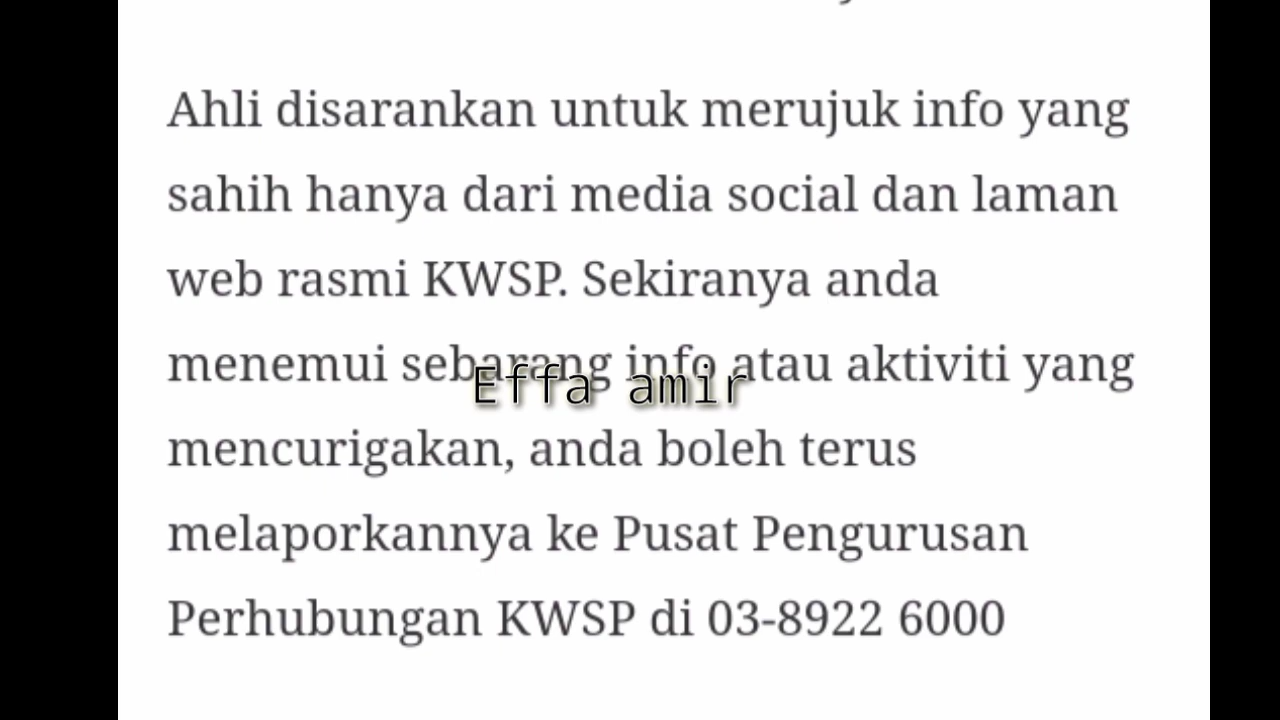 Ahli disarankan untuk merujuk info yang
sahih hanya dari media social dan laman
web rasmi KWSP. Sekiranya anda
menemui sebarang info atau aktiviti yang
Effa amir
mencurigakan, anda boleh terus
melaporkannya ke Pusat Pengurusan
Perhubungan KWSP di 03-8922 6000